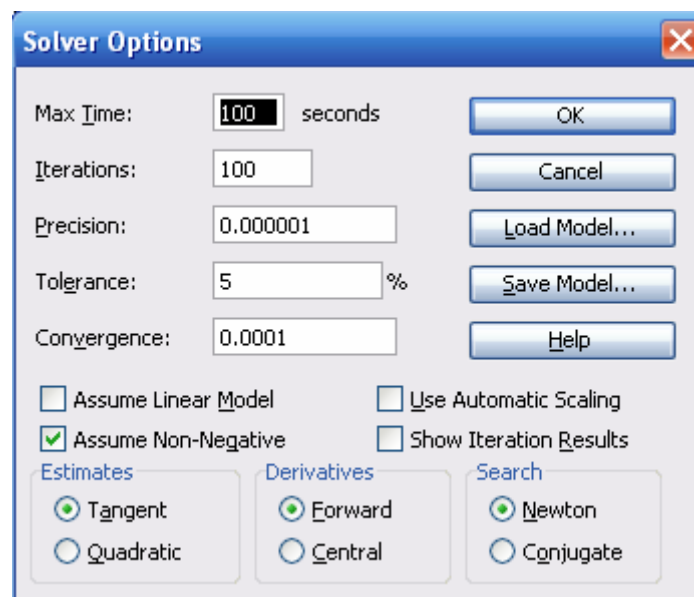 Solver Options
Max Time: 100 seconds OK
Iterations: 100 Cancel
Precision: 0.000001 Load Model...
Tolerance: 5 % Save Model...
Convergence: 0.0001 Help
Assume Linear Model Use Automatic Scaling
Assume Non-Negative Show Iteration Results
Estimates Derivatives Search
Tangent Forward Newton
Quadratic Central Conjugate